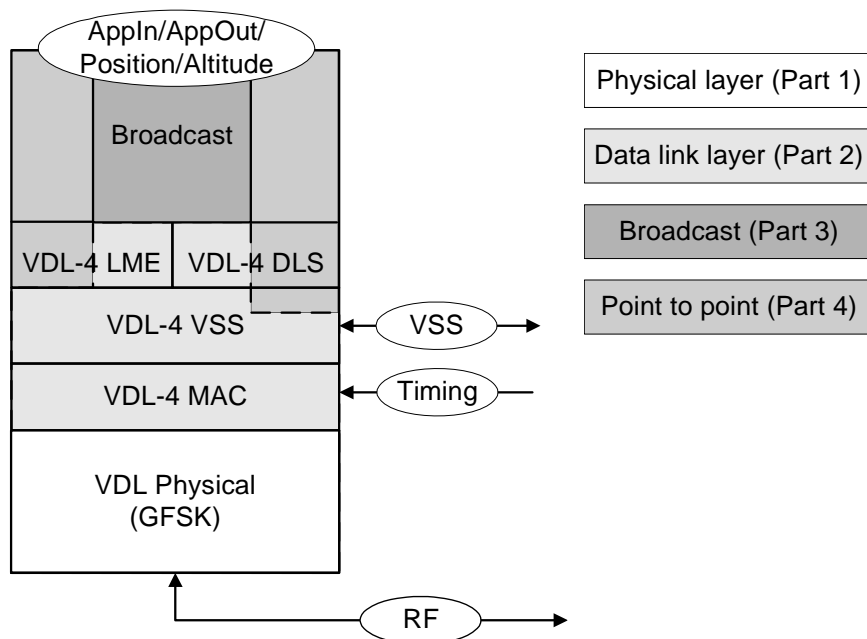 AppIn/AppOut/
Position/Altitude
Broadcast
VDL-4 LME
VDL-4 DLS
VDL-4 VSS
VSS
VDL-4 MAC
Timing
VDL Physical
(GFSK)
RF
Physical layer (Part 1)
Data link layer (Part 2)
Broadcast (Part 3)
Point to point (Part 4)